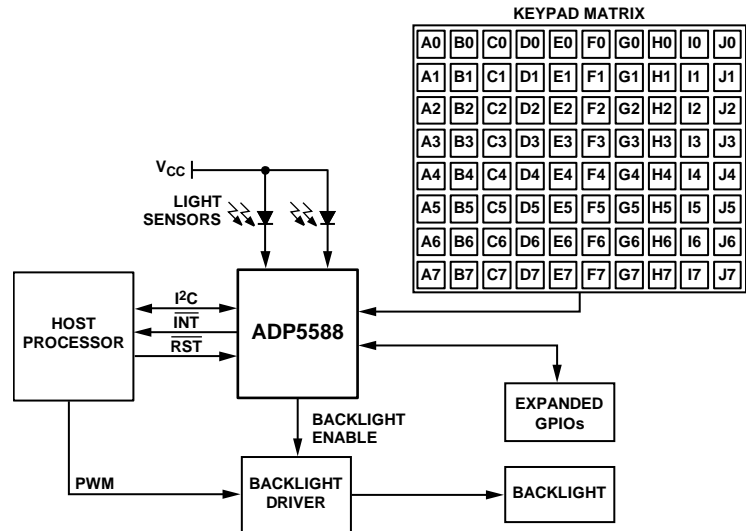 KEYPAD MATRIX
A0 B0 C0 D0 E0 F0 G0 H0 I0 J0
A1 B1 C1 D1 E1 F1 G1 H1 I1 J1
A2 B2 C2 D2 E2 F2 G2 H2 I2 J2
A3 B3 C3 D3 E3 F3 G3 H3 I3 J3
A4 B4 C4 D4 E4 F4 G4 H4 I4 J4
A5 B5 C5 D5 E5 F5 G5 H5 I5 J5
A6 B6 C6 D6 E6 F6 G6 H6 I6 J6
A7 B7 C7 D7 E7 F7 G7 H7 I7 J7
VCC
LIGHT
SENSORS
HOST
PROCESSOR
I²C
INT
RST
ADP5588
EXPANDED
GPIOs
BACKLIGHT
ENABLE
PWM
BACKLIGHT
DRIVER
BACKLIGHT